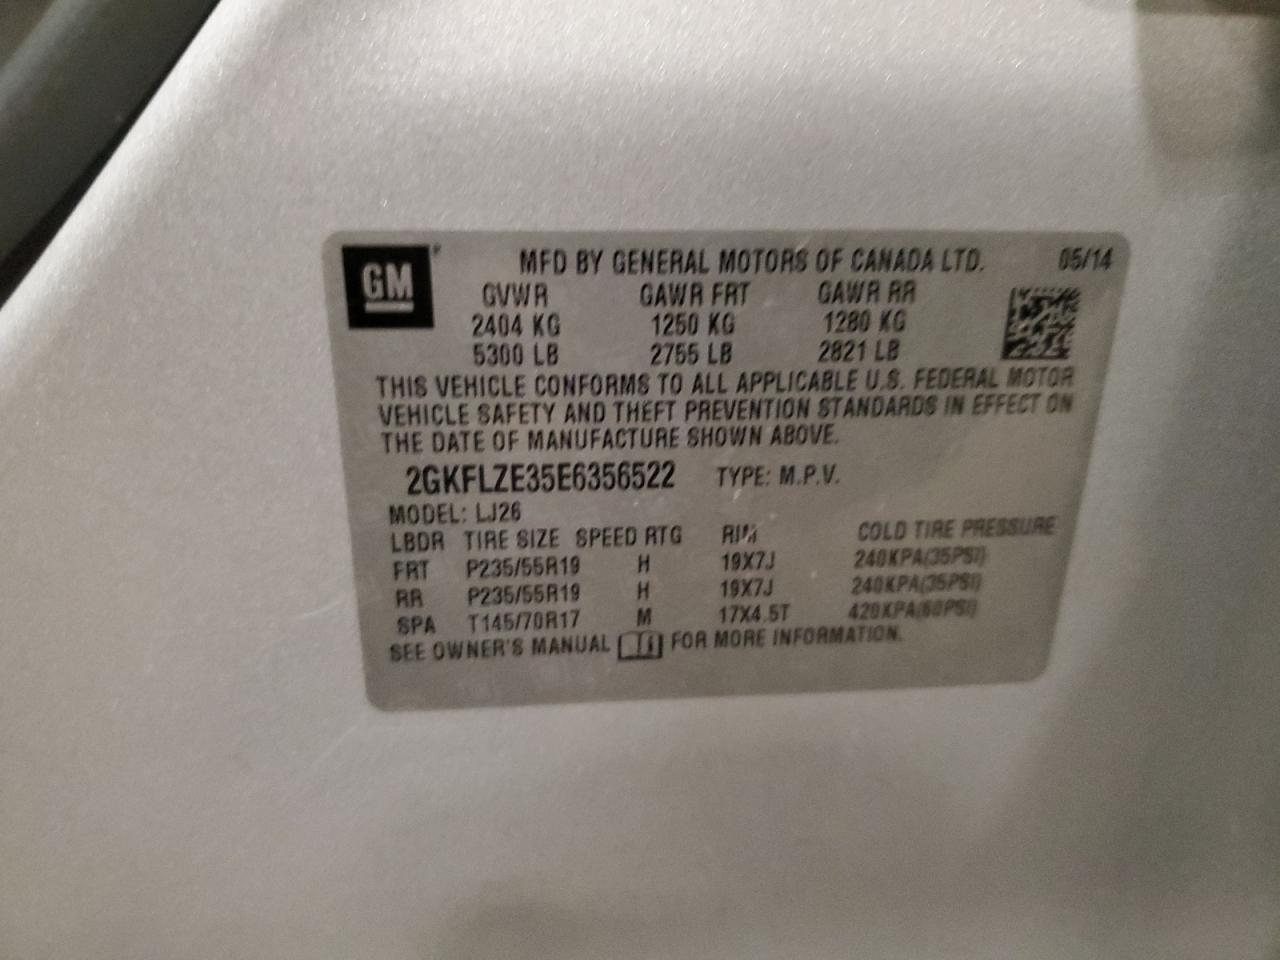 GM
MFD BY GENERAL MOTORS OF CANADA LTD. 05/14
GVWR GAWR FRT GAWR RR
2404 KG 1250 KG 1280 KG
5300 LB 2755 LB 2821 LB
THIS VEHICLE CONFORMS TO ALL APPLICABLE U.S. FEDERAL MOTOR
VEHICLE SAFETY AND THEFT PREVENTION STANDARDS IN EFFECT ON
THE DATE OF MANUFACTURE SHOWN ABOVE.
2GKFLZE35E6356522 TYPE: M.P.V.
MODEL: LJ26
LBDR TIRE SIZE SPEED RTG RIM COLD TIRE PRESSURE
FRT P235/55R19 H 19X7J 240KPA(35PSI)
RR P235/55R19 H 19X7J 240KPA(35PSI)
SPA T145/70R17 M 17X4.5T 420KPA(60PSI)
SEE OWNER'S MANUAL FOR MORE INFORMATION.